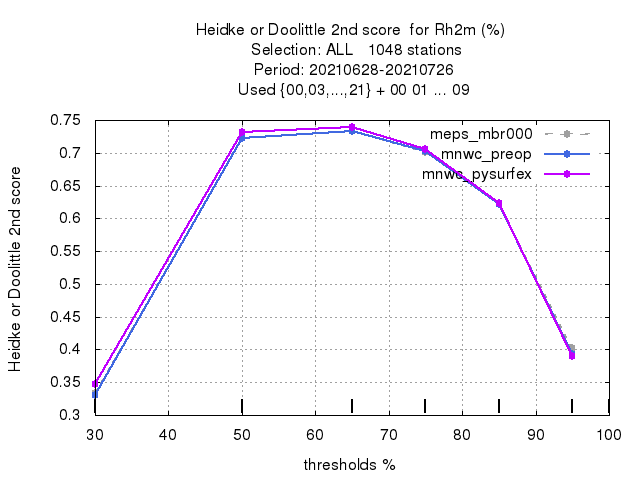 Heidke or Doolittle 2nd score  for Rh2m (%)
Selection: ALL   1048 stations
Period: 20210628-20210726
Used {00,03,...,21} + 00 01 ... 09
meps_mbr000
mnwc_preop
mnwc_pysurfex
0.75
0.7
0.65
0.6
0.55
0.5
0.45
0.4
0.35
0.3
Heidke or Doolittle 2nd score
30 40 50 60 70 80 90 100
thresholds %